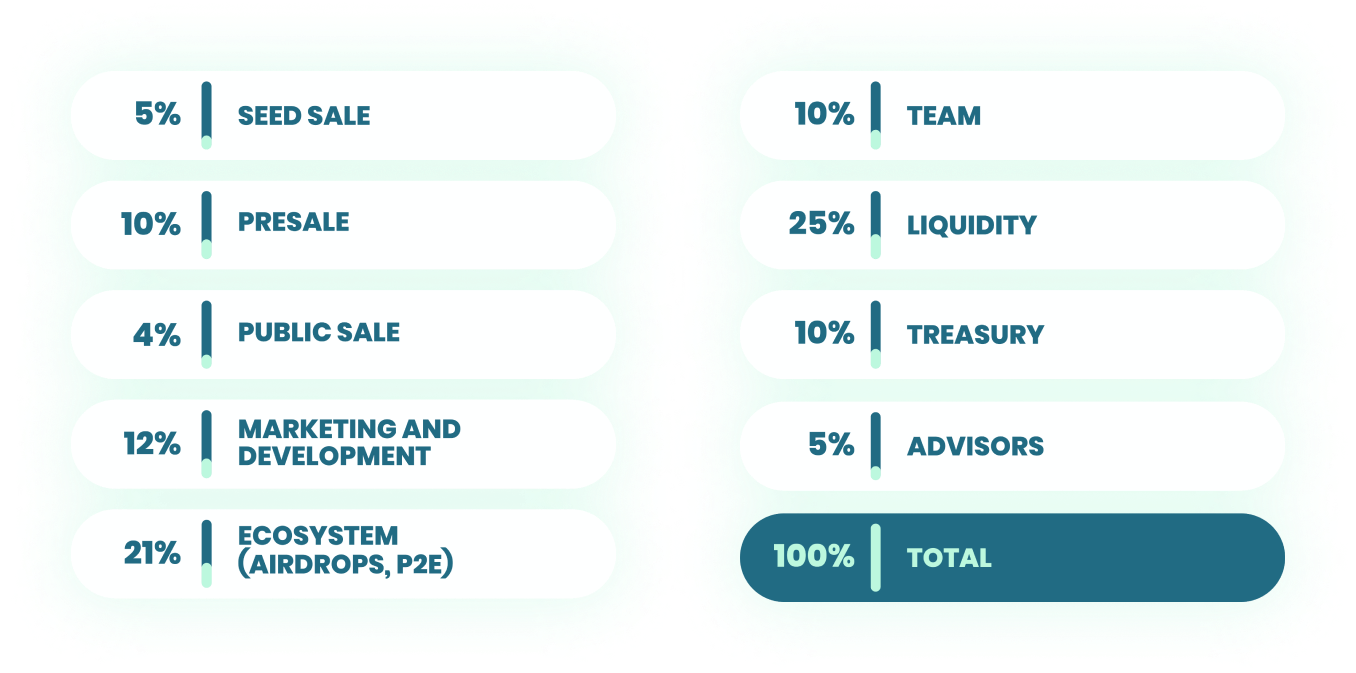 5% SEED SALE
10% PRESALE
4% PUBLIC SALE
12% MARKETING AND
DEVELOPMENT
21% ECOSYSTEM
(AIRDROPS, P2E)
10% TEAM
25% LIQUIDITY
10% TREASURY
5% ADVISORS
100% TOTAL